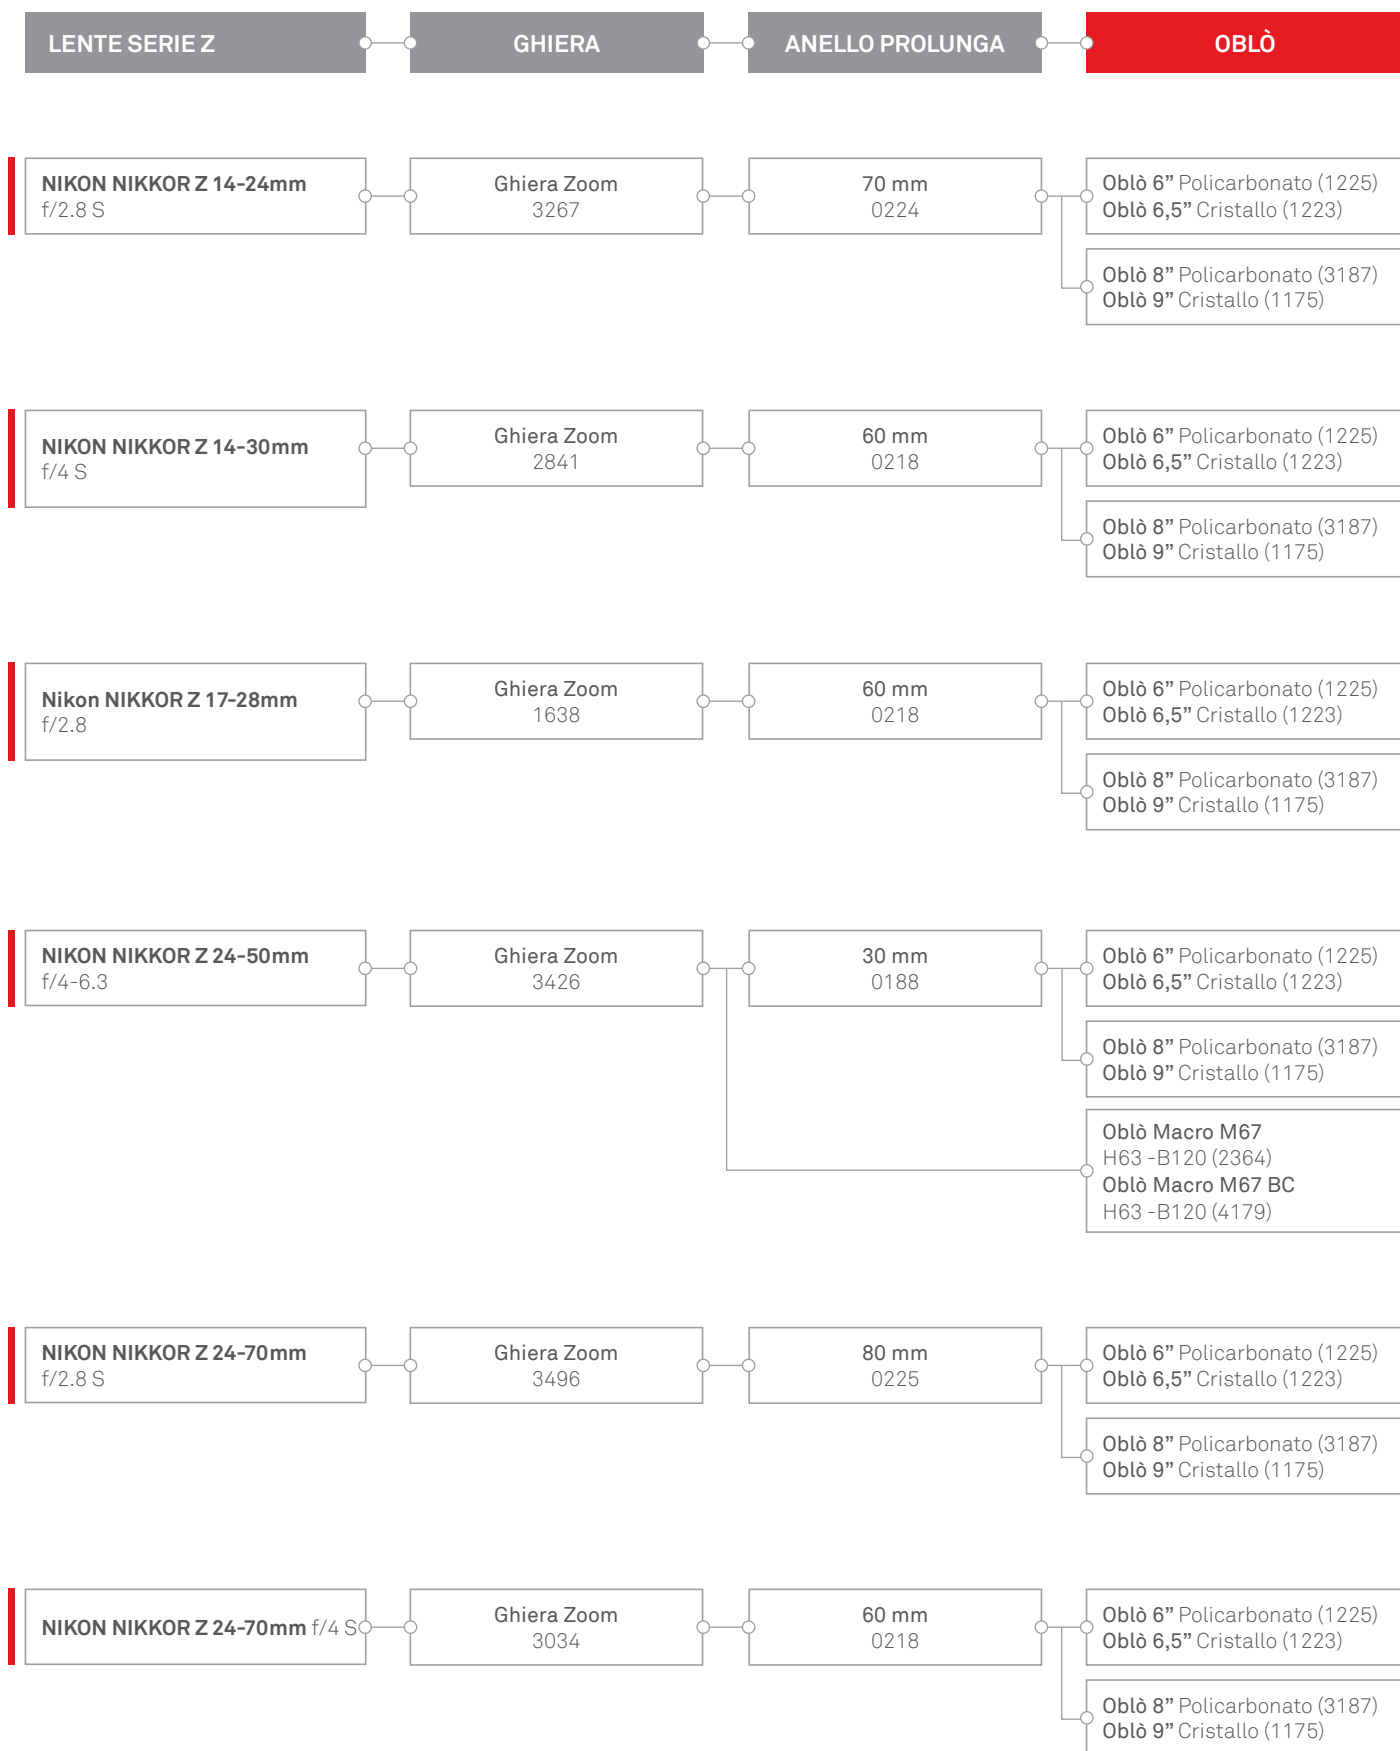 LENTE SERIE Z
GHIERA
ANELLO PROLUNGA
OBLÒ
NIKON NIKKOR Z 14-24mm
f/2.8 S
Ghiera Zoom
3267
70 mm
0224
Oblò 6” Policarbonato (1225)
Oblò 6,5” Cristallo (1223)
Oblò 8” Policarbonato (3187)
Oblò 9” Cristallo (1175)
NIKON NIKKOR Z 14-30mm
f/4 S
Ghiera Zoom
2841
60 mm
0218
Oblò 6” Policarbonato (1225)
Oblò 6,5” Cristallo (1223)
Oblò 8” Policarbonato (3187)
Oblò 9” Cristallo (1175)
Nikon NIKKOR Z 17-28mm
f/2.8
Ghiera Zoom
1638
60 mm
0218
Oblò 6” Policarbonato (1225)
Oblò 6,5” Cristallo (1223)
Oblò 8” Policarbonato (3187)
Oblò 9” Cristallo (1175)
NIKON NIKKOR Z 24-50mm
f/4-6.3
Ghiera Zoom
3426
30 mm
0188
Oblò 6” Policarbonato (1225)
Oblò 6,5” Cristallo (1223)
Oblò 8” Policarbonato (3187)
Oblò 9” Cristallo (1175)
Oblò Macro M67
H63 -B120 (2364)
Oblò Macro M67 BC
H63 -B120 (4179)
NIKON NIKKOR Z 24-70mm
f/2.8 S
Ghiera Zoom
3496
80 mm
0225
Oblò 6” Policarbonato (1225)
Oblò 6,5” Cristallo (1223)
Oblò 8” Policarbonato (3187)
Oblò 9” Cristallo (1175)
NIKON NIKKOR Z 24-70mm f/4 S
Ghiera Zoom
3034
60 mm
0218
Oblò 6” Policarbonato (1225)
Oblò 6,5” Cristallo (1223)
Oblò 8” Policarbonato (3187)
Oblò 9” Cristallo (1175)